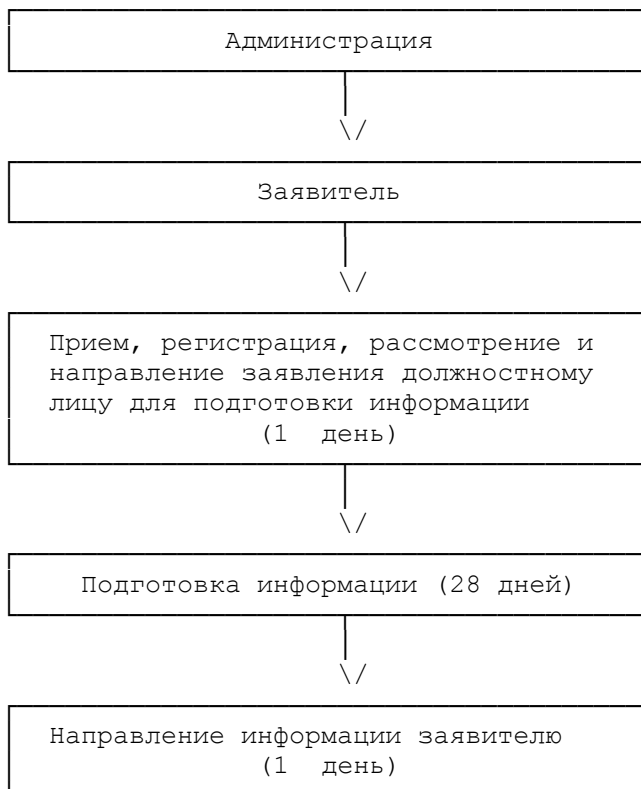 Администрация
Заявитель
Прием, регистрация, рассмотрение и
направление заявления должностному
лицу для подготовки информации
(1 день)
Подготовка информации (28 дней)
Направление информации заявителю
(1 день)